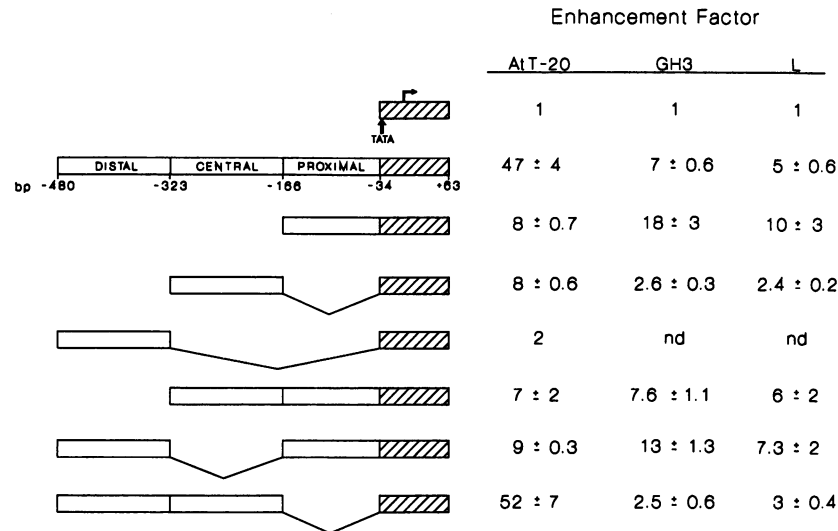 Enhancement Factor
AtT-20 GH3 L
1 1 1
TATA
DISTAL CENTRAL PROXIMAL 47 ± 4 7 ± 0.6 5 ± 0.6
bp -480 -323 -166 -34 +63
8 ± 0.7 18 ± 3 10 ± 3
8 ± 0.6 2.6 ± 0.3 2.4 ± 0.2
2 nd nd
7 ± 2 7.6 ± 1.1 6 ± 2
9 ± 0.3 13 ± 1.3 7.3 ± 2
52 ± 7 2.5 ± 0.6 3 ± 0.4